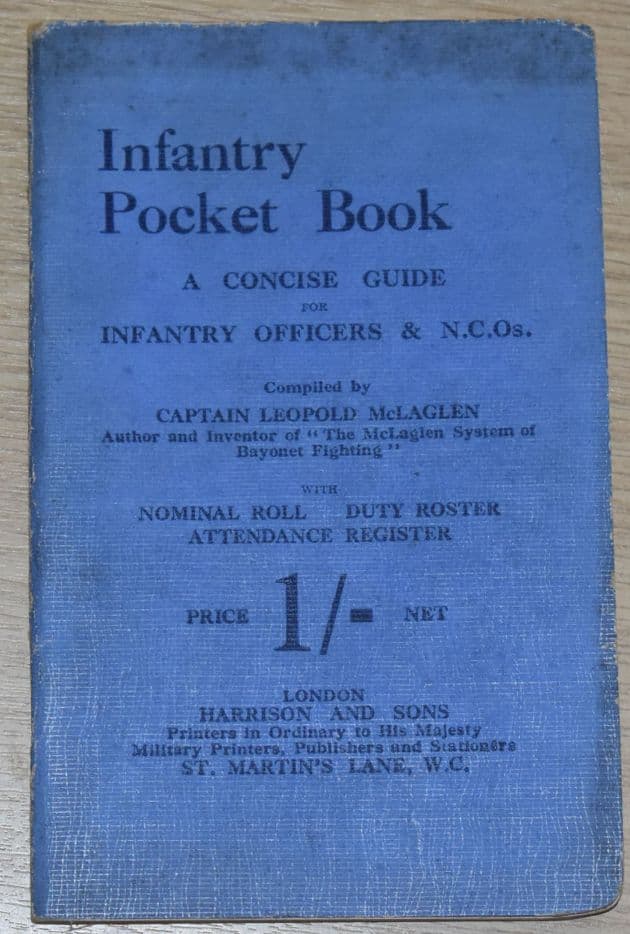 Infantry
Pocket Book
A CONCISE GUIDE
FOR
INFANTRY OFFICERS & N.C.Os.
Compiled by
CAPTAIN LEOPOLD McLAGLEN
Author and Inventor of "The McLaglen System of
Bayonet Fighting"
WITH
NOMINAL ROLL DUTY ROSTER
ATTENDANCE REGISTER
PRICE 1/- NET
LONDON
HARRISON AND SONS
Printers in Ordinary to His Majesty
Military Printers, Publishers and Stationers
ST. MARTIN'S LANE, W.C.